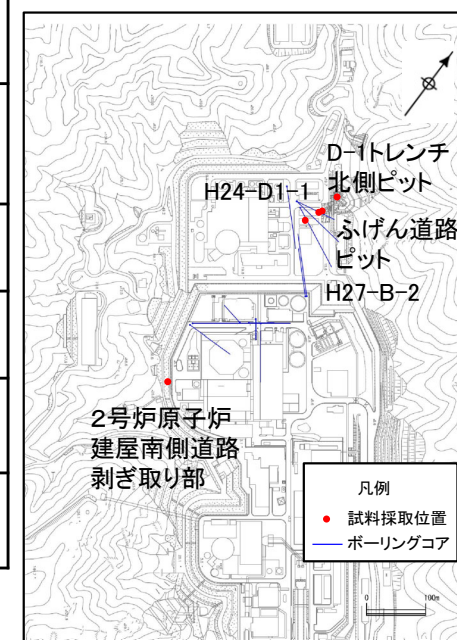 D-1トレンチ
北側ピット
H24-D1-1
ふげん道路
ピット
H27-B-2
2号炉原子炉
建屋南側道路
剥ぎ取り部
凡例
試料採取位置
ボーリングコア
0 100m